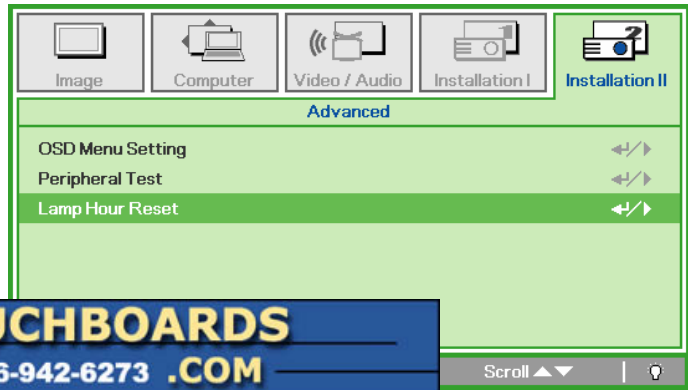 Image Computer Video / Audio Installation I Installation II
Advanced
OSD Menu Setting
Peripheral Test
Lamp Hour Reset
UCHBOARDS
6-942-6273 .COM
Scroll